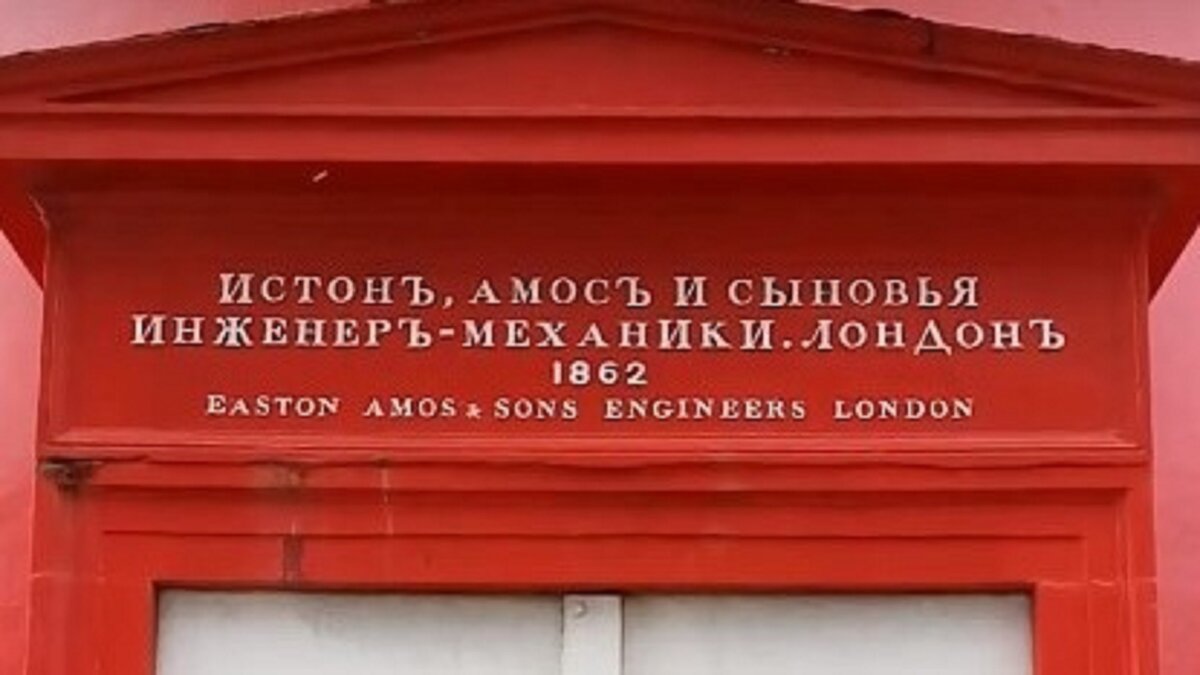 ИСТОНЪ, АМОСЪ И СЫНОВЬЯ
ИНЖЕНЕРЪ-МЕХАНИКИ. ЛОНДОНЪ
1862
EASTON AMOS & SONS ENGINEERS LONDON